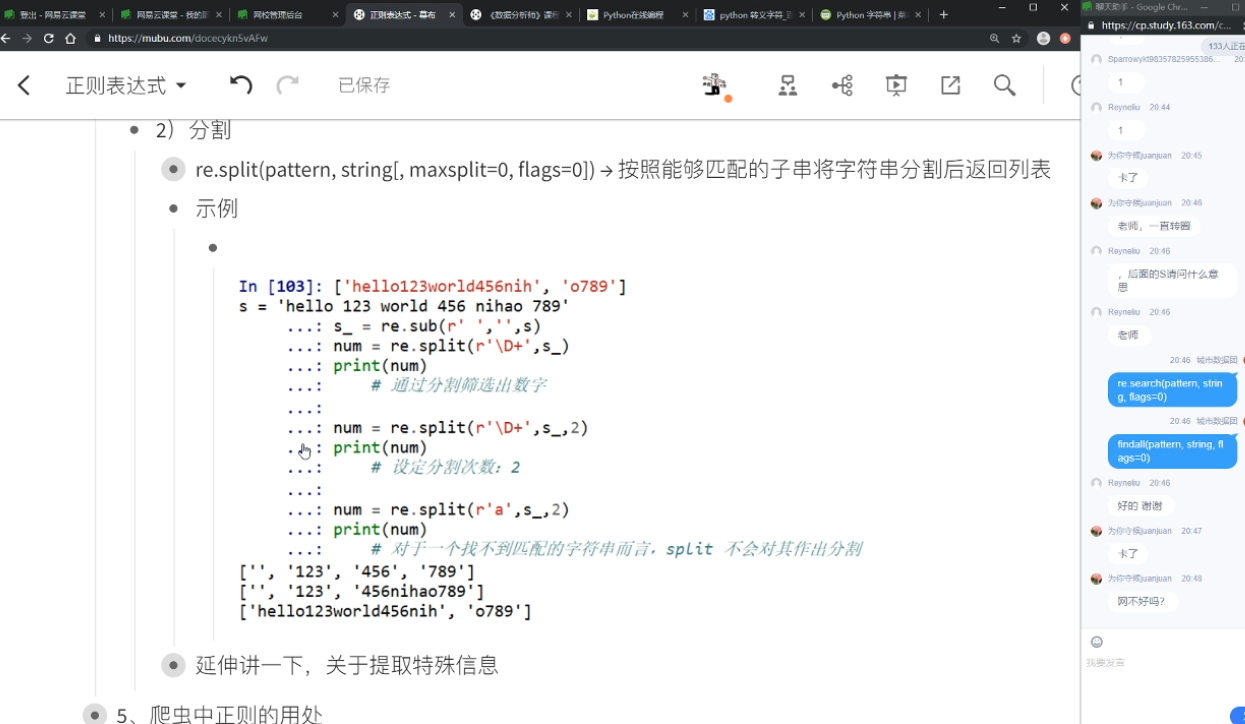 登出 - 网易云课堂
网易云课堂 - 我的
网校管理后台
正则表达式 - 幕布
《数据分析师》课
Python在线编辑
python 转义字符_
Python 字符串 |
聊天助手 - Google Chr...
https://mubu.com/docecykn5vAFw
https://cp.study.163.com/c...
正则表达式
已保存
2） 分割
re.split(pattern, string[, maxsplit=0, flags=0]) → 按照能够匹配的子串将字符串分割后返回列表
示例
In [103]: ['hello123world456nih', 'o789']
s = 'hello 123 world 456 nihao 789'
...: s_ = re.sub(r' ','',s)
...: num = re.split(r'\D+',s_)
...: print(num)
...: # 通过分割筛选出数字
...:
...: num = re.split(r'\D+',s_,2)
...: print(num)
...: # 设定分割次数：2
...:
...: num = re.split(r'a',s_,2)
...: print(num)
...: # 对于一个找不到匹配的字符串而言，split 不会对其作出分割
['', '123', '456', '789']
['', '123', '456nihao789']
['hello123world456nih', 'o789']
延伸讲一下，关于提取特殊信息
5、爬虫中正则的用处
133人正在
Sparrowykt98357825955386... 20:
1
Reyneliu 20:44
1
为你守候juanjuan 20:45
卡了
为你守候juanjuan 20:46
老师，一直转圈
Reyneliu 20:46
，后面的S请问什么意
思
Reyneliu 20:46
老师
20:46 城市数据团
re.search(pattern, strin
g, flags=0)
20:46 城市数据团
findall(pattern, string, fl
ags=0)
Reyneliu 20:46
好的 谢谢
为你守候juanjuan 20:47
卡了
为你守候juanjuan 20:48
网不好吗?
我要发言